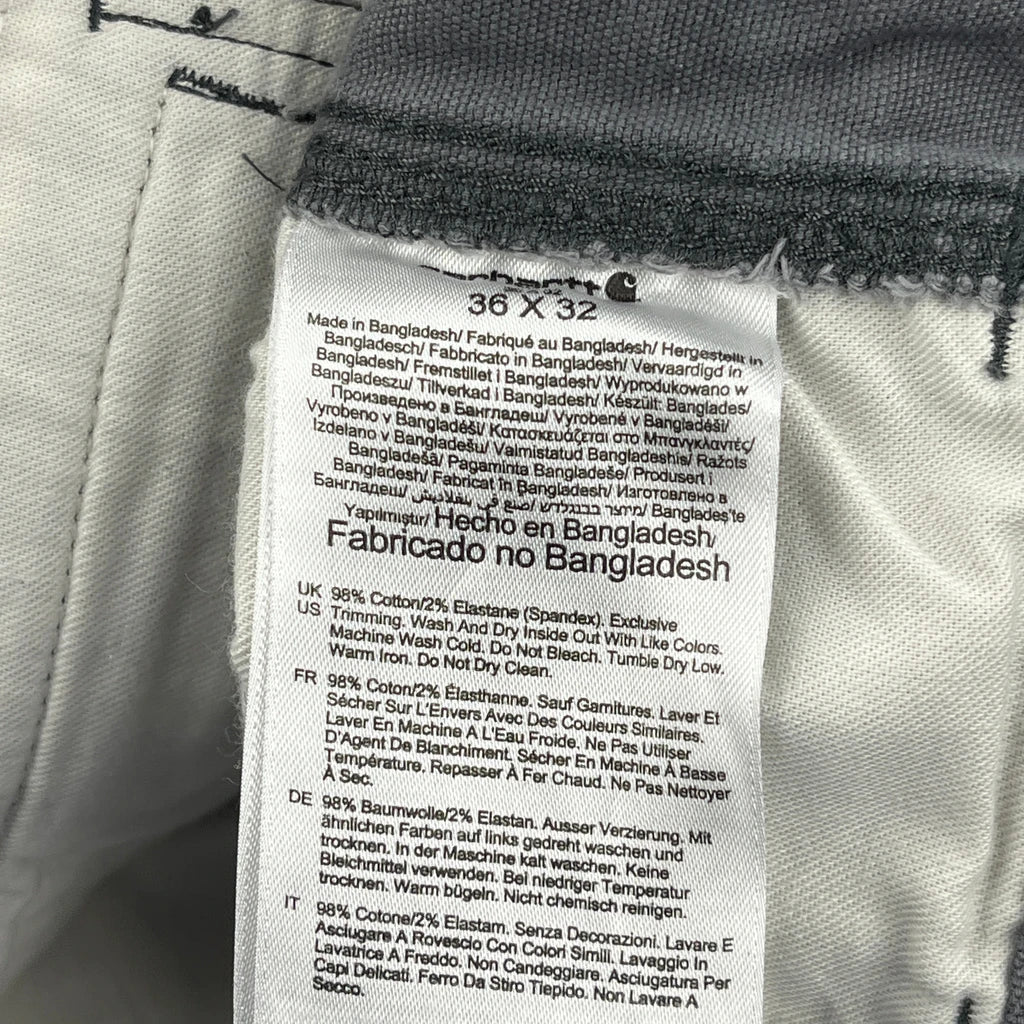 carhartt
36 X 32
Made in Bangladesh/ Fabriqué au Bangladesh/ Hergestellt in
Bangladesch/ Fabbricato in Bangladesh/ Vervaardigd in
Bangladesh/ Fremstillet i Bangladesh/ Wyprodukowano w
Bangladeszu/ Tillverkad i Bangladesh/ Készült: Banglades/
Произведено в Бангладеш/ Vyrobené v Bangladéši/
Vyrobeno v Bangladéši/ Κατασκευάζεται στο Μπανγκλαντές/
Izdelano v Bangladešu/ Valmistatud Bangladeshis/ Ražots
Bangladešā/ Pagaminta Bangladeše/ Produsert i
Bangladesh/ Fabricat în Bangladesh/ Изготовлено в
Бангладеш/ صنع في بنغلاديش/ מיוצר בבנגלדש/ Banglades'te
Yapılmıştır/ Hecho en Bangladesh/
Fabricado no Bangladesh
UK 98% Cotton/2% Elastane (Spandex). Exclusive
US Trimming. Wash And Dry Inside Out With Like Colors.
Machine Wash Cold. Do Not Bleach. Tumble Dry Low.
Warm Iron. Do Not Dry Clean.
FR 98% Coton/2% Élasthanne. Sauf Garnitures. Laver Et
Sécher Sur L'Envers Avec Des Couleurs Similaires.
Laver En Machine A L'Eau Froide. Ne Pas Utiliser
D'Agent De Blanchiment. Sécher En Machine À Basse
Température. Repasser À Fer Chaud. Ne Pas Nettoyer
À Sec.
DE 98% Baumwolle/2% Elastan. Ausser Verzierung. Mit
ähnlichen Farben auf links gedreht waschen und
trocknen. In der Maschine kalt waschen. Keine
Bleichmittel verwenden. Bei niedriger Temperatur
trocknen. Warm bügeln. Nicht chemisch reinigen.
IT 98% Cotone/2% Elastam. Senza Decorazioni. Lavare E
Asciugare A Rovescio Con Colori Simili. Lavaggio In
Lavatrice A Freddo. Non Candeggiare. Asciugatura Per
Capi Delicati. Ferro Da Stiro Tiepido. Non Lavare A
Secco.